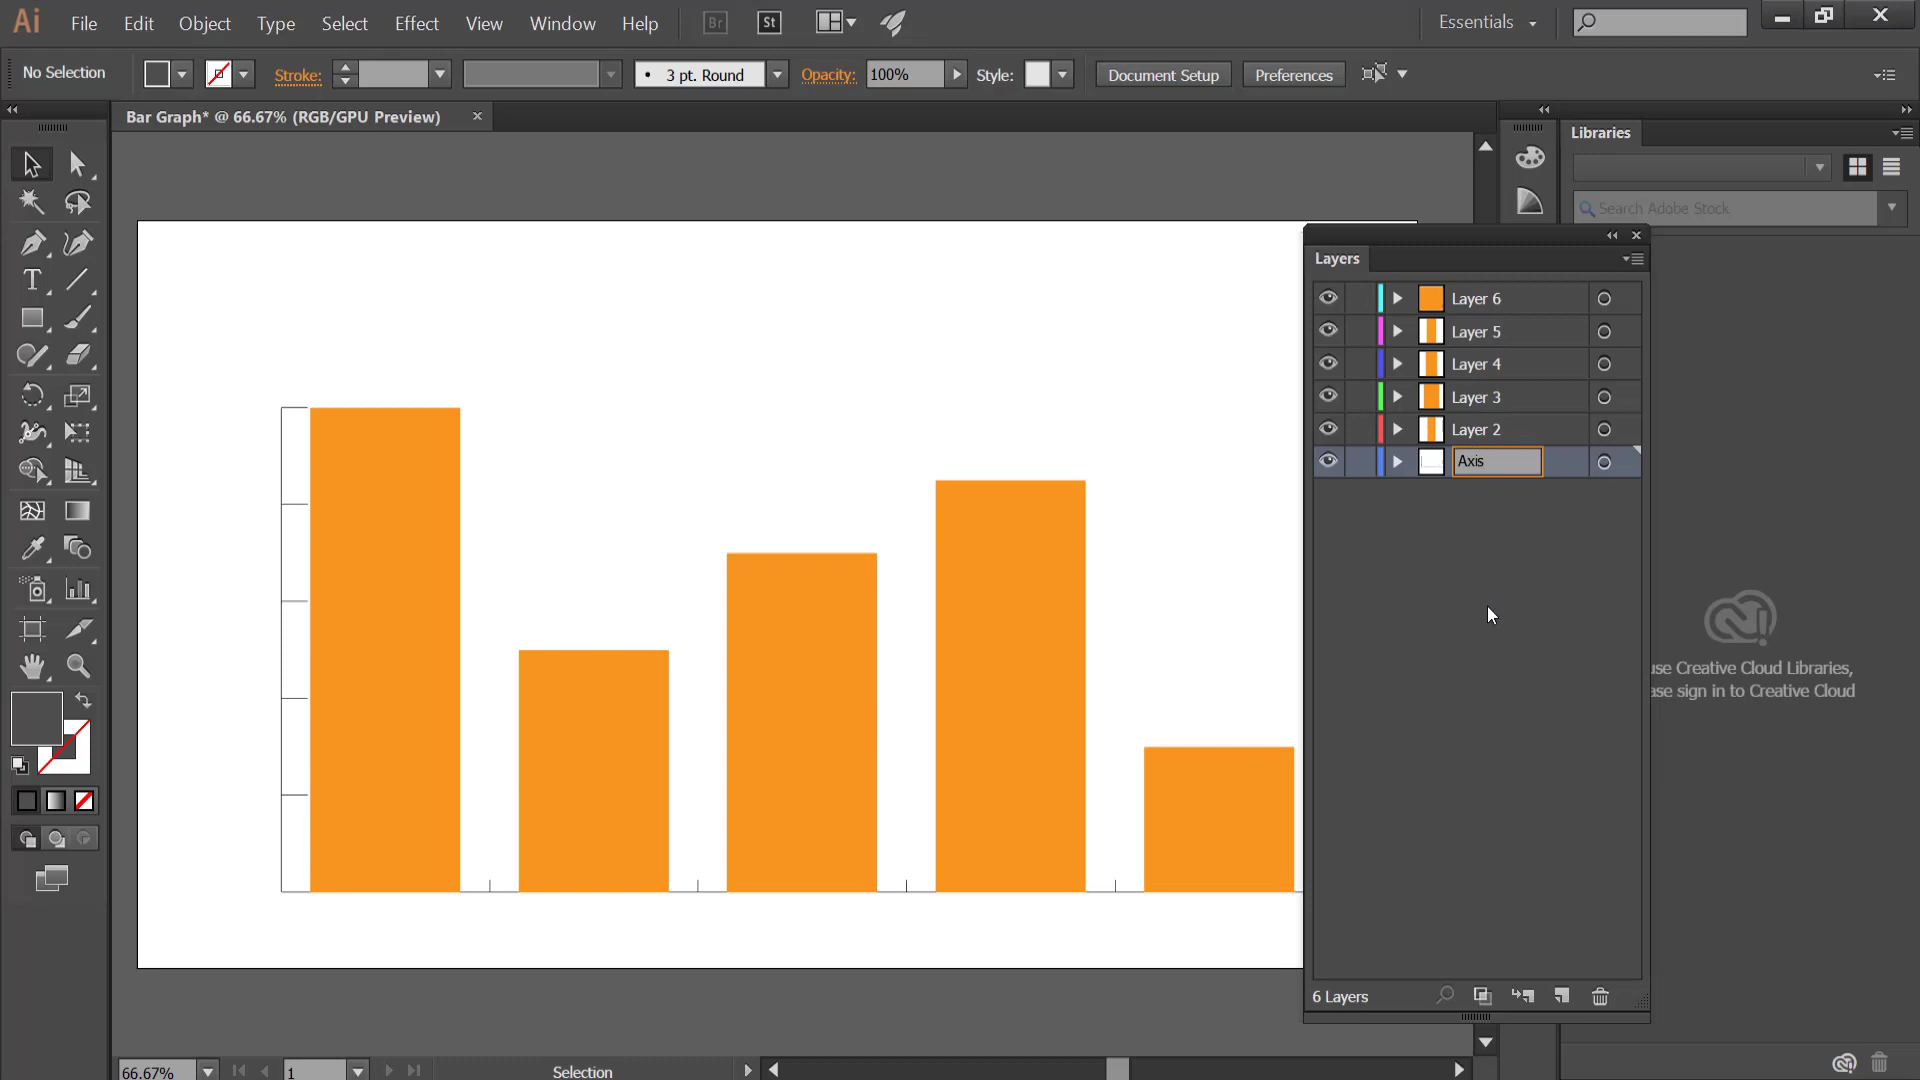 Ai File Edit Object Type Select Effect View Window Help Br St Essentials
No Selection Stroke: 3 pt. Round Opacity: 100% Style: Document Setup Preferences
Bar Graph* @ 66.67% (RGB/GPU Preview)
Libraries
Search Adobe Stock
Layers
Layer 6
Layer 5
Layer 4
Layer 3
Layer 2
Axis
use Creative Cloud Libraries,
ase sign in to Creative Cloud
6 Layers
66.67% 1 Selection